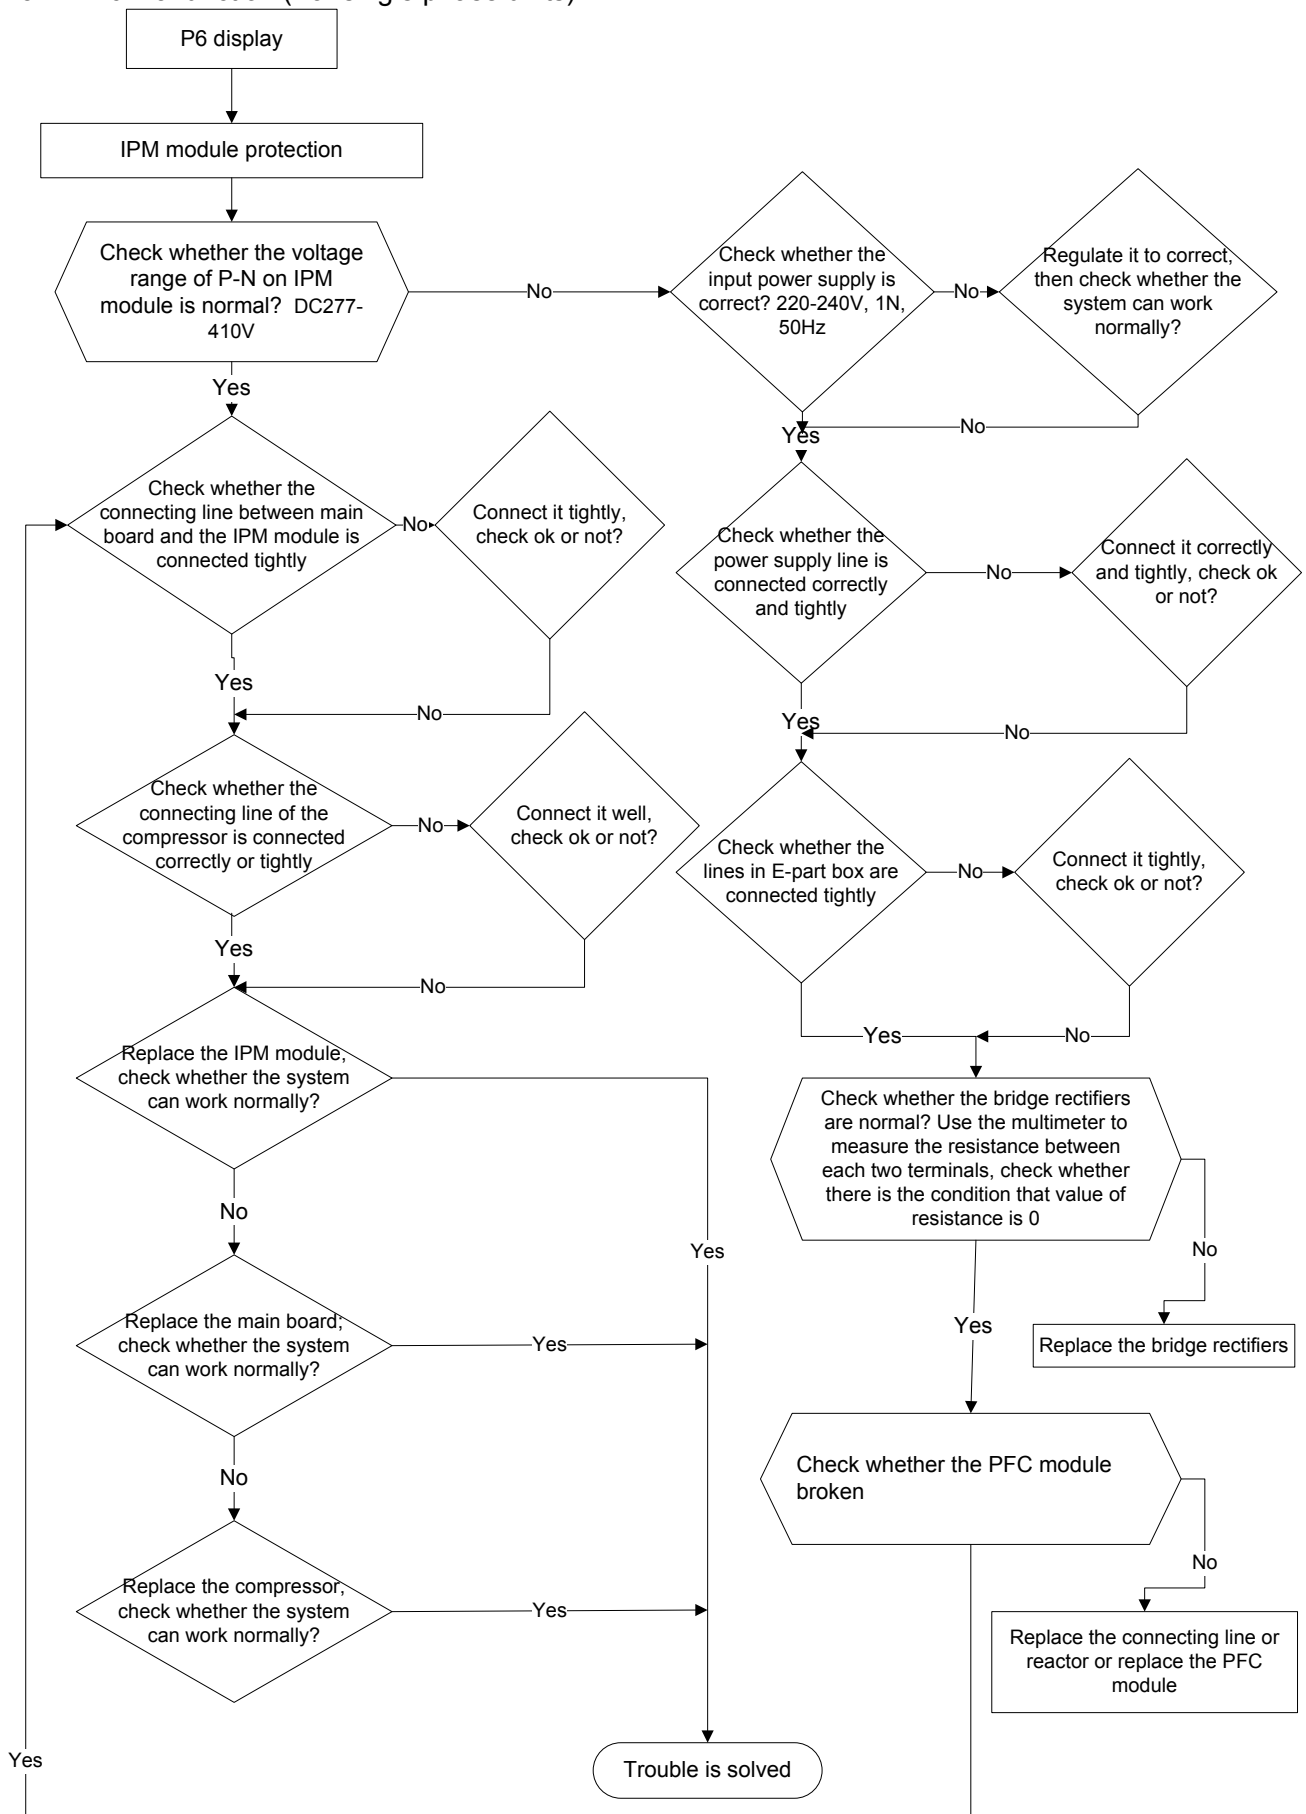 P6 display
IPM module protection
Check whether the voltage
range of P-N on IPM
module is normal? DC277-
410V
No
Check whether the
input power supply is
correct? 220-240V, 1N,
50Hz
No
Regulate it to correct,
then check whether the
system can work
normally?
Yes
No
Yes
Check whether the
connecting line between main
board and the IPM module is
connected tightly
No
Connect it tightly,
check ok or not?
Check whether the
power supply line is
connected correctly
and tightly
No
Connect it correctly
and tightly, check ok
or not?
Yes
No
Yes
No
Check whether the
connecting line of the
compressor is connected
correctly or tightly
No
Connect it well,
check ok or not?
Check whether the
lines in E-part box are
connected tightly
No
Connect it tightly,
check ok or not?
Yes
No
Yes
No
Replace the IPM module,
check whether the system
can work normally?
Check whether the bridge rectifiers
are normal? Use the multimeter to
measure the resistance between
each two terminals, check whether
there is the condition that value of
resistance is 0
No
Yes
No
Replace the main board;
check whether the system
can work normally?
Yes
Yes
Replace the bridge rectifiers
No
Check whether the PFC module
broken
No
Replace the compressor,
check whether the system
can work normally?
Yes
Replace the connecting line or
reactor or replace the PFC
module
Yes
Trouble is solved